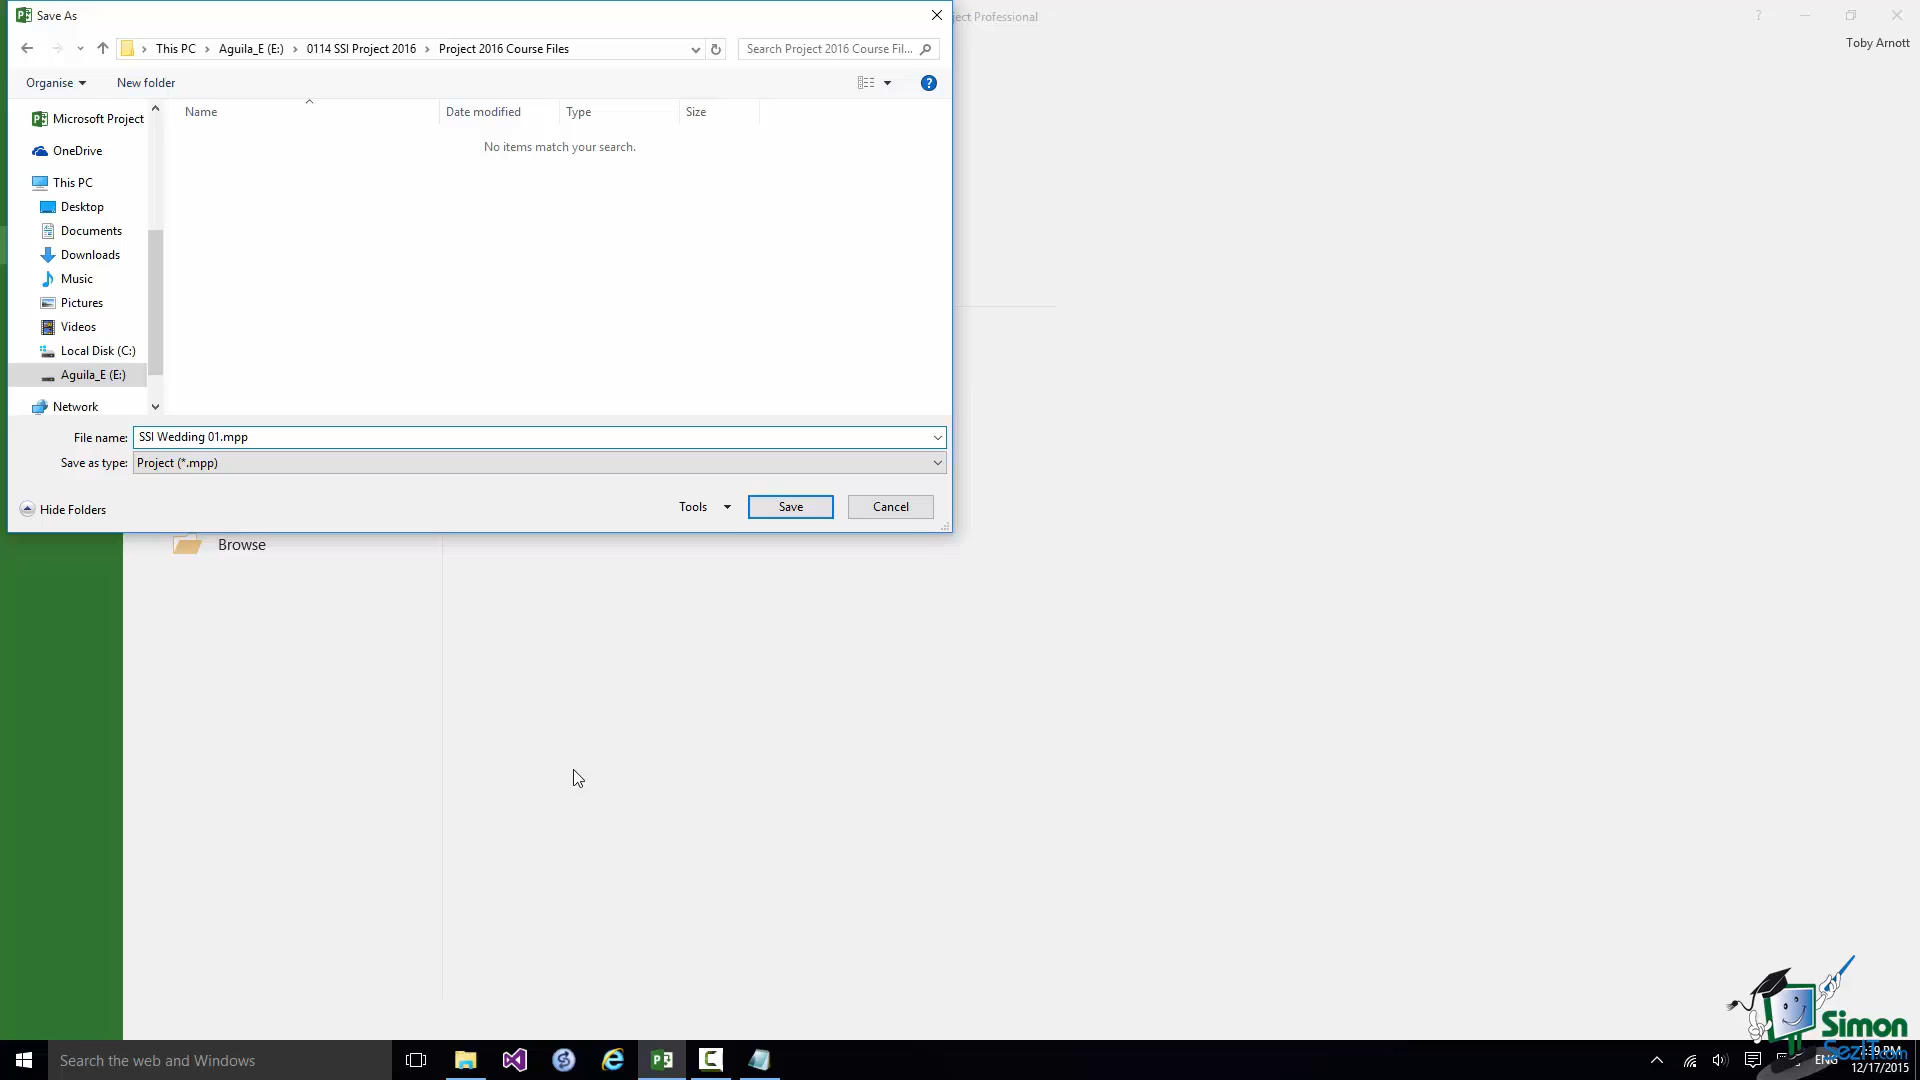 Save As
ject Professional
Toby Arnott
This PC
Aguila_E (E:)
0114 SSI Project 2016
Project 2016 Course Files
Search Project 2016 Course Fil...
Organise
New folder
Name
Date modified
Type
Size
No items match your search.
Microsoft Project
OneDrive
This PC
Desktop
Documents
Downloads
Music
Pictures
Videos
Local Disk (C:)
Aguila_E (E:)
Network
File name:
SSI Wedding 01.mpp
Save as type:
Project (*.mpp)
Hide Folders
Tools
Save
Cancel
Browse
Simon
SezIT.com
Search the web and Windows
ENG
12/17/2015